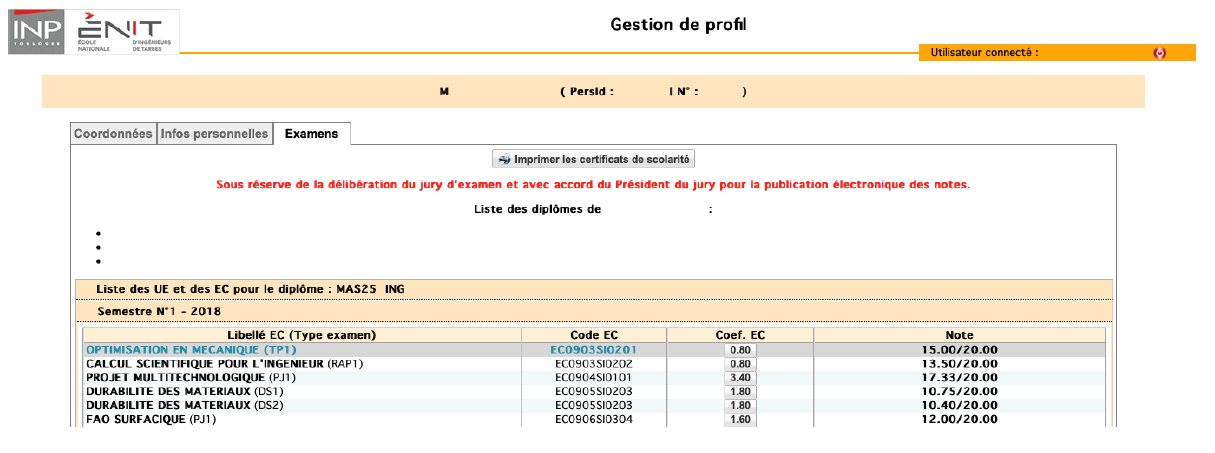 INP ENIT
TOULOUSE ÉCOLE D'INGÉNIEURS
NATIONALE DE TARBES
Gestion de profil
Utilisateur connecté :
M ( PersId : I N° : )
Coordonnées Infos personnelles Examens
Imprimer les certificats de scolarité
Sous réserve de la délibération du jury d'examen et avec accord du Président du jury pour la publication électronique des notes.
Liste des diplômes de :
Liste des UE et des EC pour le diplôme : MAS25 ING
Semestre N°1 - 2018
Libellé EC (Type examen) Code EC Coef. EC Note
OPTIMISATION EN MECANIQUE (TP1) EC0903SI0201 0.80 15.00/20.00
CALCUL SCIENTIFIQUE POUR L'INGENIEUR (RAP1) EC0903SI0202 0.80 13.50/20.00
PROJET MULTITECHNOLOGIQUE (PJ1) EC0904SI0101 3.40 17.33/20.00
DURABILITE DES MATERIAUX (DS1) EC0905SI0203 1.80 10.75/20.00
DURABILITE DES MATERIAUX (DS2) EC0905SI0203 1.80 10.40/20.00
FAO SURFACIQUE (PJ1) EC0906SI0304 1.60 12.00/20.00